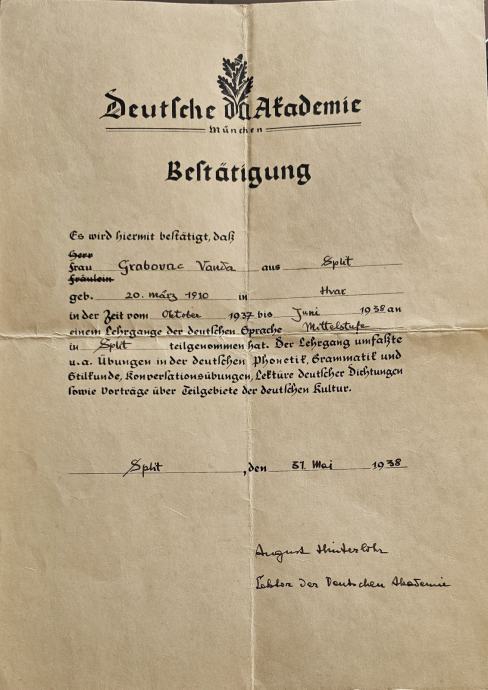 Deutsche da Akademie
München
Bestätigung
Es wird hiermit bestätigt, daß
Herr
Frau Grabovac Vanda aus Split
Fräulein
geb. 20. märz 1910 in Hvar
in der Zeit vom Oktober 1937 bis Juni 1938 an
einem Lehrgange der deutschen Sprache Mittelstufe
in Split teilgenommen hat. Der Lehrgang umfaßte
u. a. Übungen in der deutschen Phonetik, Grammatik und
Stilkunde, Konversationsübungen, Lektüre deutscher Dichtungen
sowie Vorträge über Teilgebiete der deutschen Kultur.
Split, den 31. Mai 1938
August Hinterlohr
Lektor der Deutschen Akademie